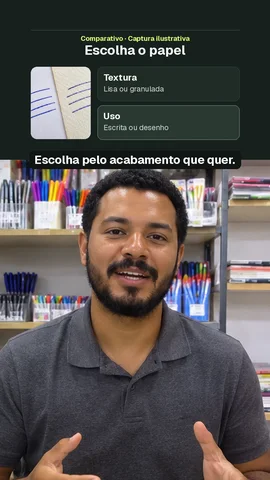 Comparativo · Captura ilustrativa
Escolha o papel
Textura
Lisa ou granulada
Uso
Escrita ou desenho
Escolha pelo acabamento que quer.